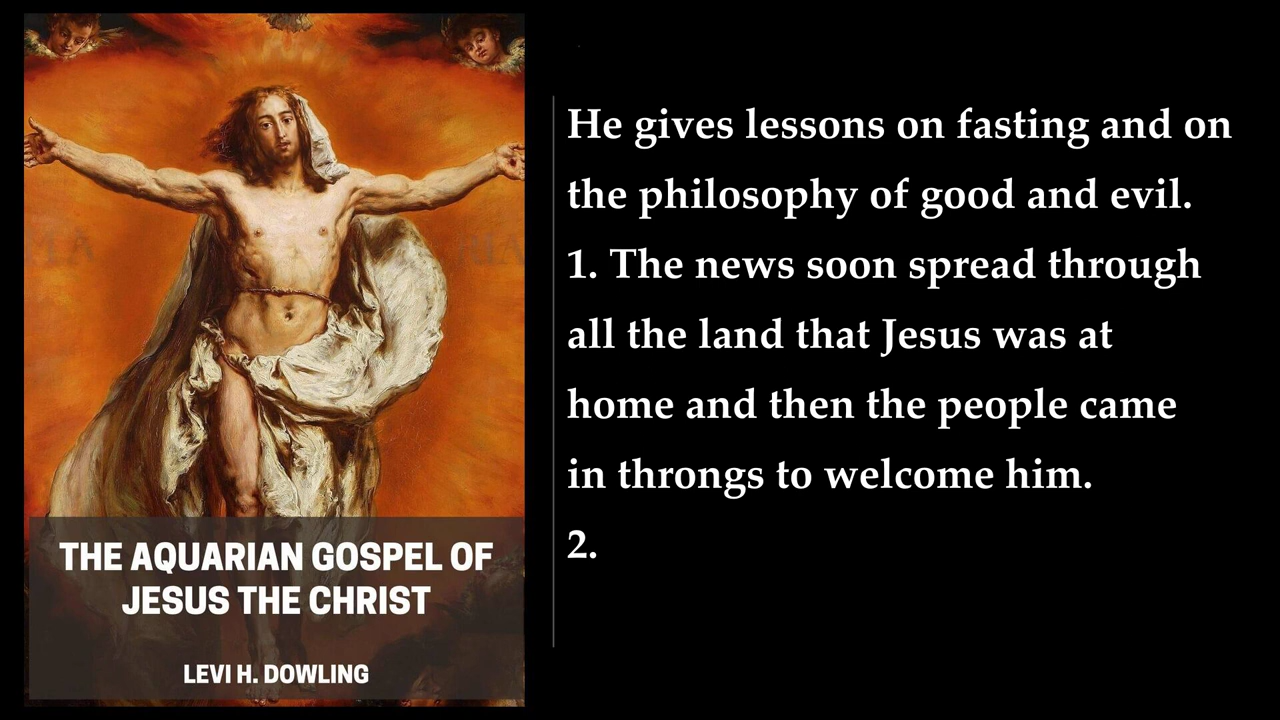 THE AQUARIAN GOSPEL OF
JESUS THE CHRIST
LEVI H. DOWLING
He gives lessons on fasting and on
the philosophy of good and evil.
1. The news soon spread through
all the land that Jesus was at
home and then the people came
in throngs to welcome him.
2.